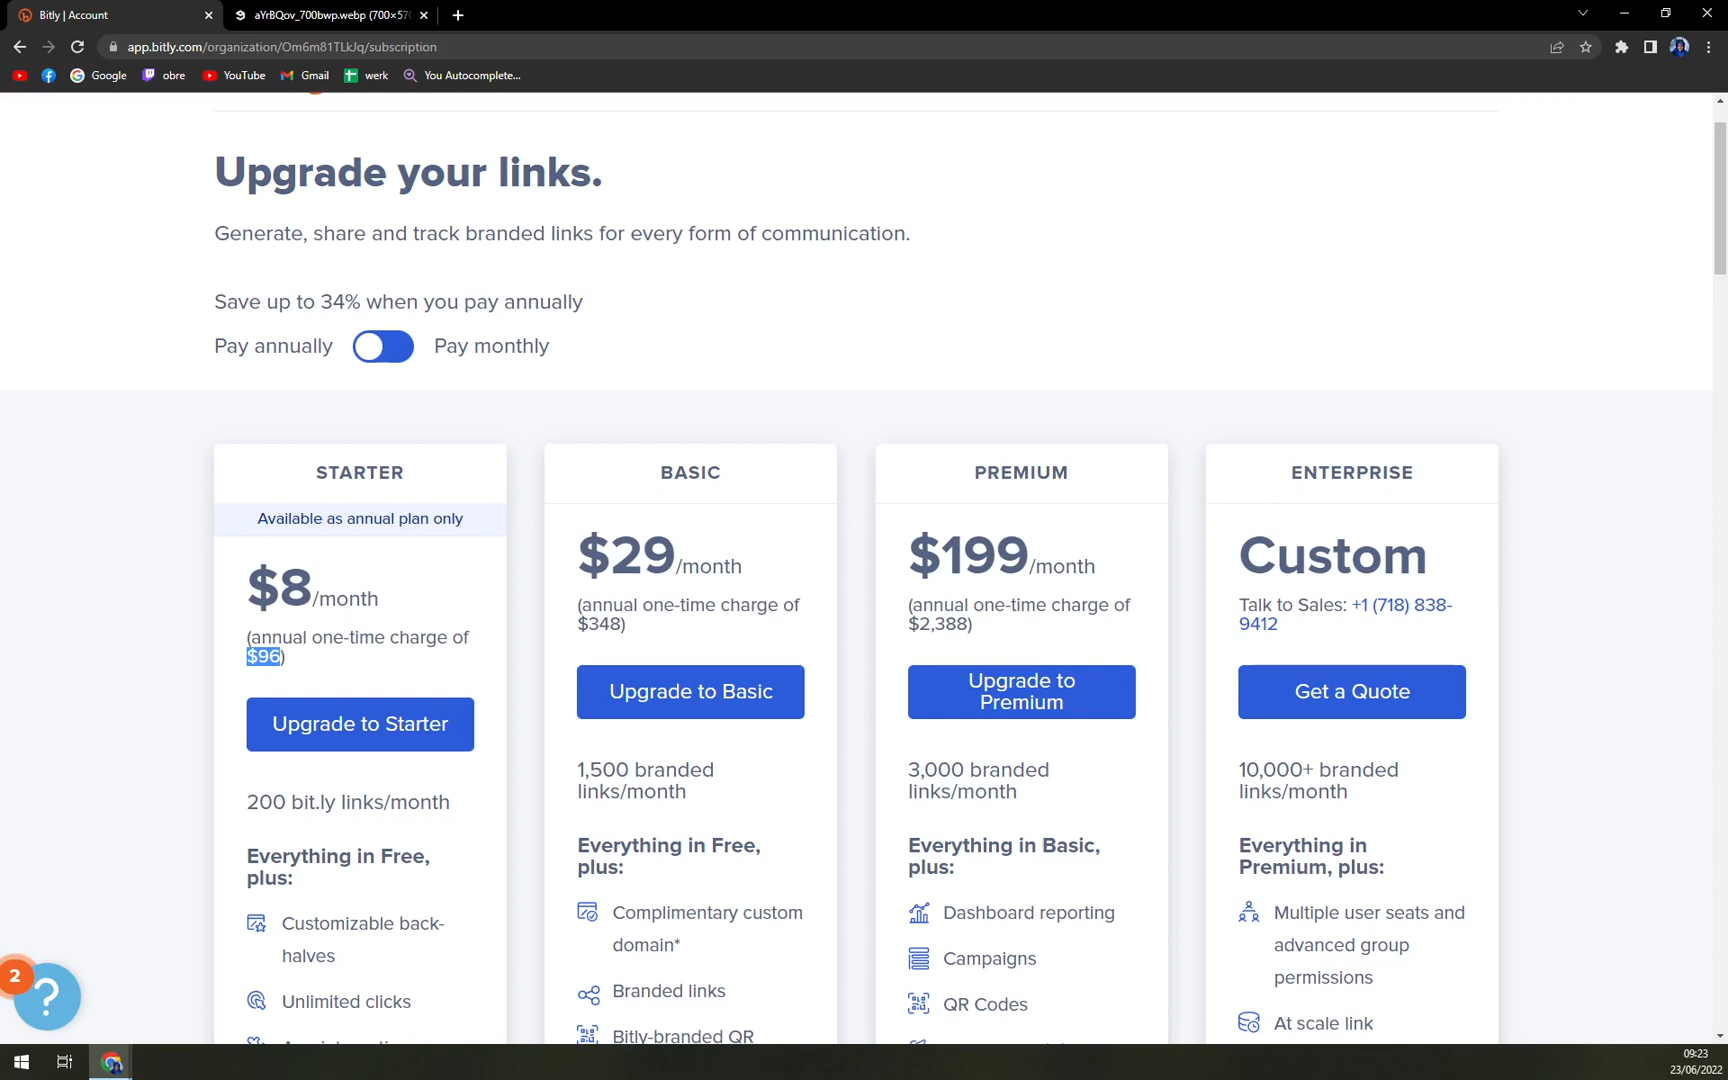 Bitly | Account
aYrBQov_700bwp.webp (700×57
app.bitly.com/organization/Om6m81TLkJq/subscription
Google
obre
YouTube
Gmail
werk
You Autocomplete...
Upgrade your links.
Generate, share and track branded links for every form of communication.
Save up to 34% when you pay annually
Pay annually
Pay monthly
STARTER
Available as annual plan only
$8/month
(annual one-time charge of
$96)
Upgrade to Starter
200 bit.ly links/month
Everything in Free,
plus:
Customizable back-
halves
Unlimited clicks
BASIC
$29/month
(annual one-time charge of
$348)
Upgrade to Basic
1,500 branded
links/month
Everything in Free,
plus:
Complimentary custom
domain*
Branded links
Bitly-branded QR
PREMIUM
$199/month
(annual one-time charge of
$2,388)
Upgrade to
Premium
3,000 branded
links/month
Everything in Basic,
plus:
Dashboard reporting
Campaigns
QR Codes
ENTERPRISE
Custom
Talk to Sales: +1 (718) 838-
9412
Get a Quote
10,000+ branded
links/month
Everything in
Premium, plus:
Multiple user seats and
advanced group
permissions
At scale link
2
?
09:23
23/06/2022